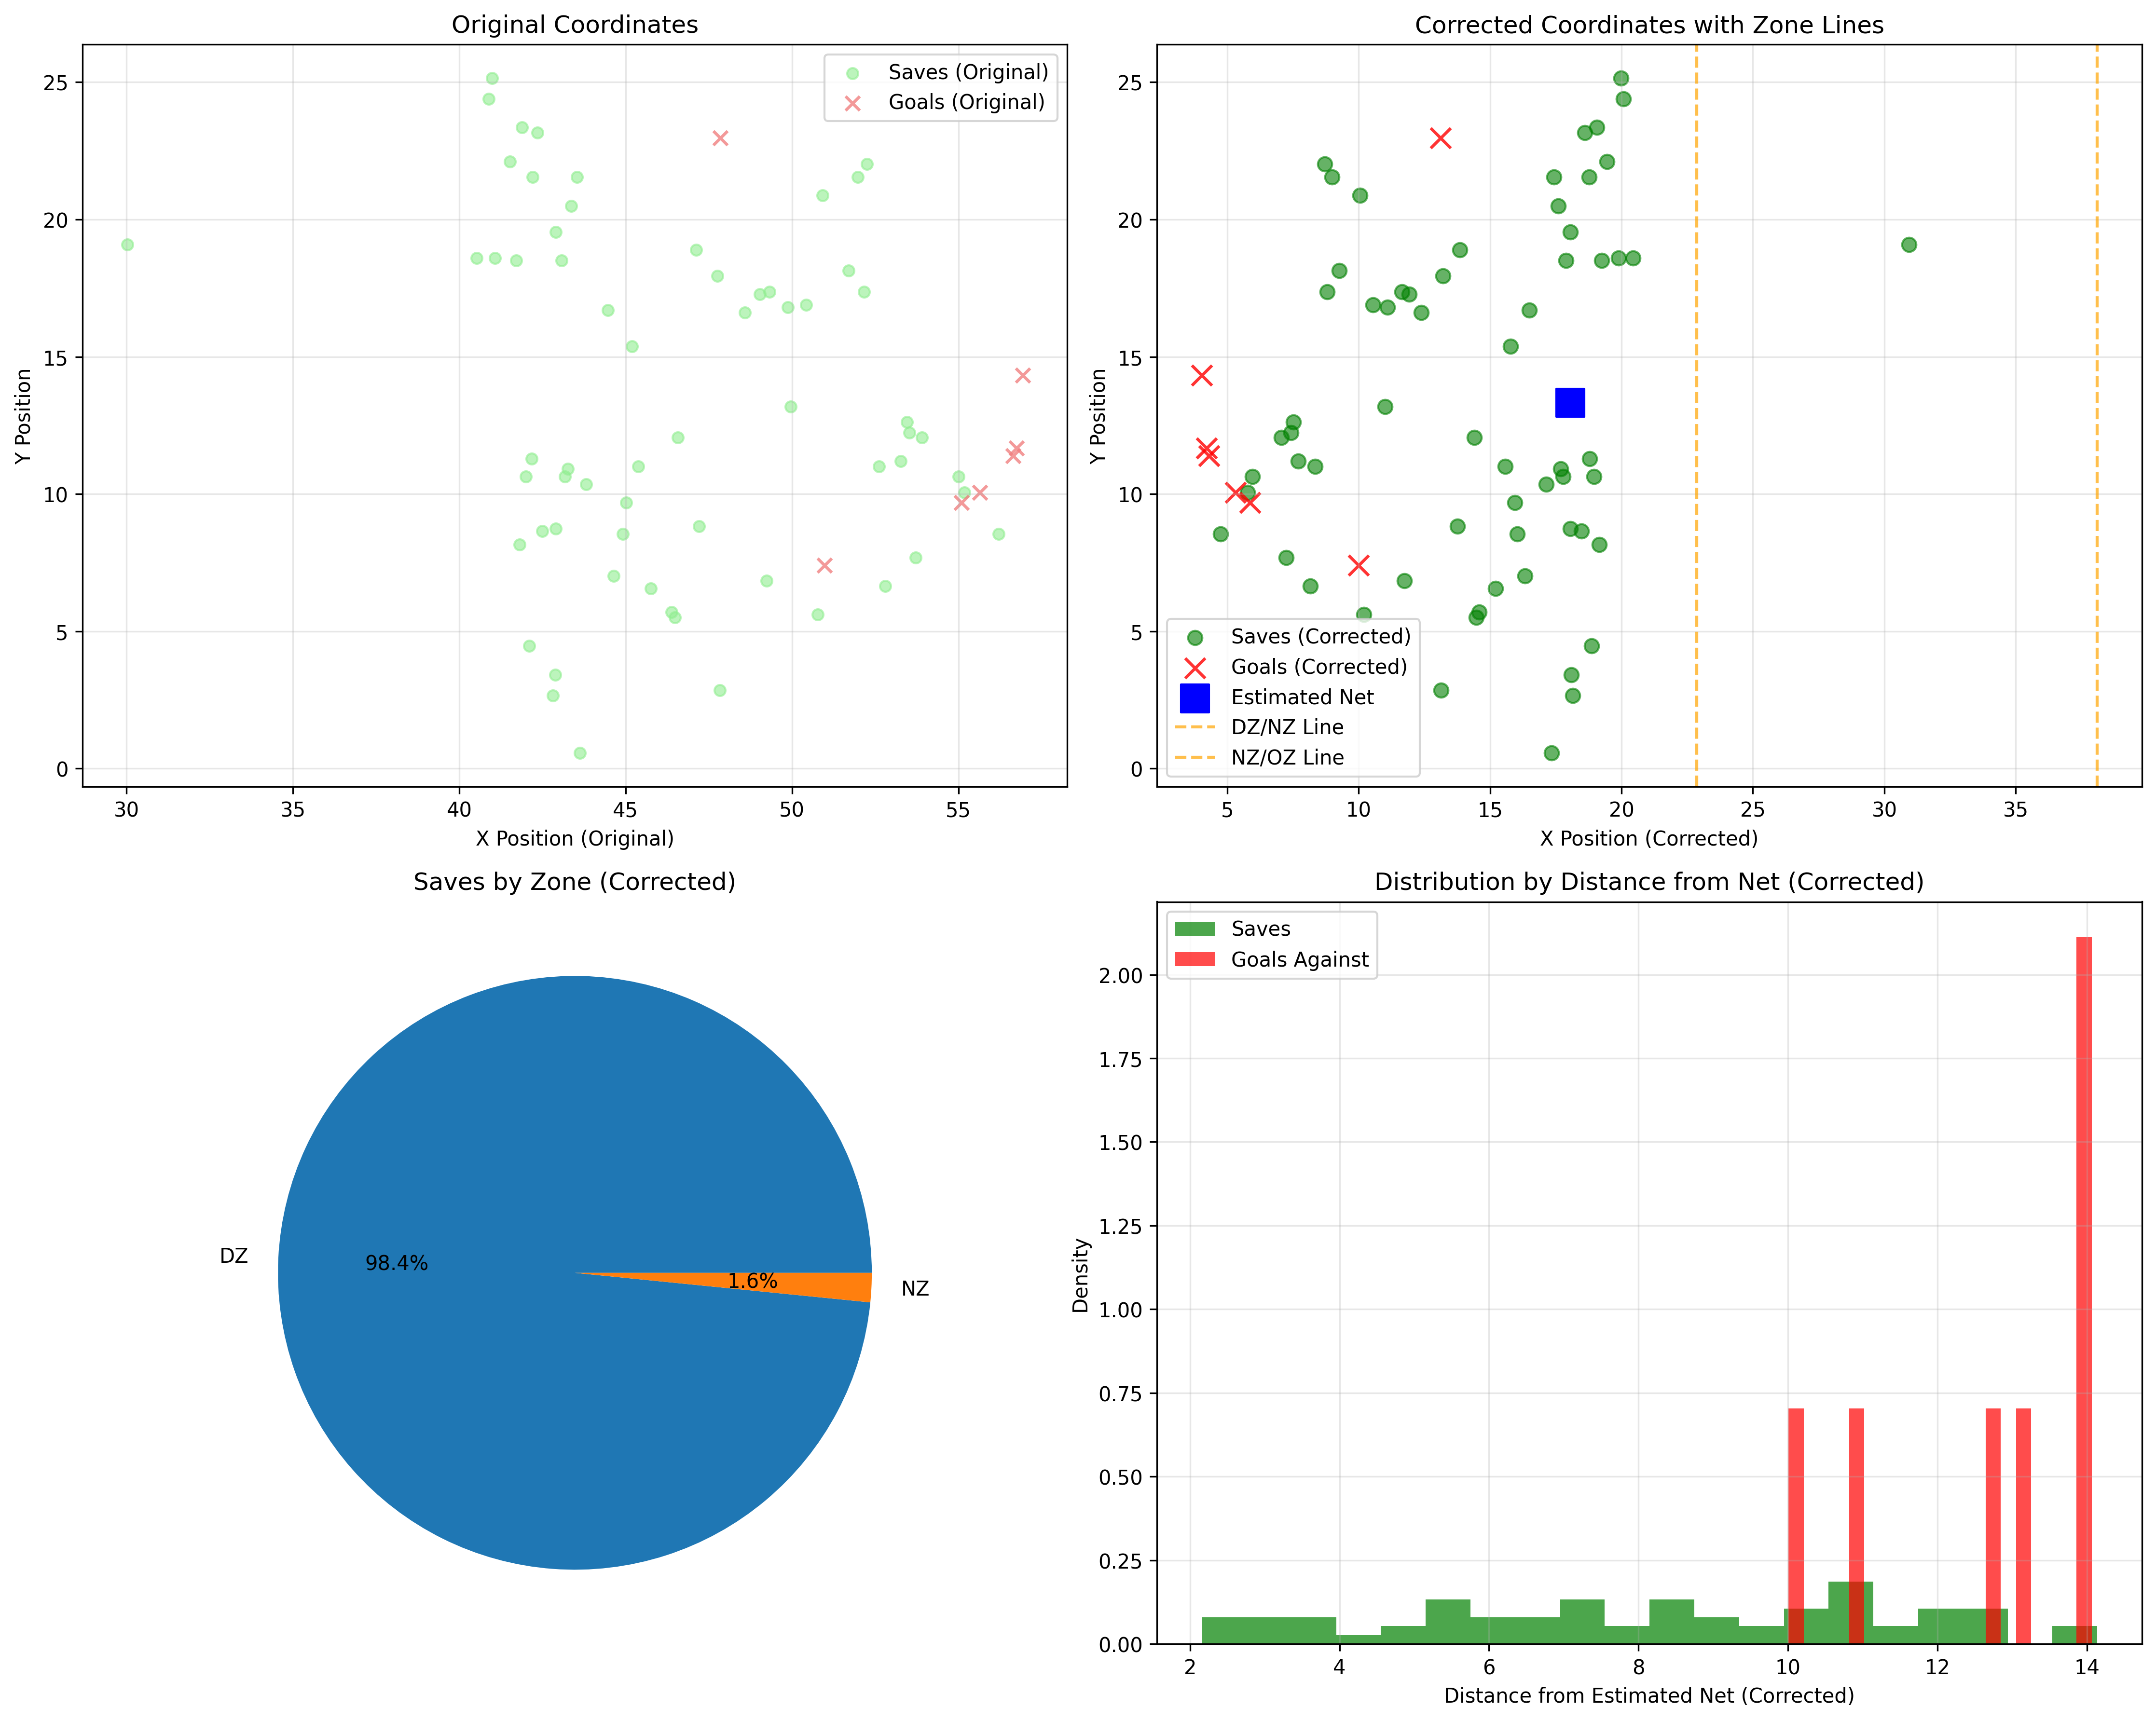 Original Coordinates
25
20
15
10
5
0
Y Position
30
35
40
45
50
55
X Position (Original)
Saves (Original)
Goals (Original)
Corrected Coordinates with Zone Lines
25
20
15
10
5
0
Y Position
5
10
15
20
25
30
35
X Position (Corrected)
Saves (Corrected)
Goals (Corrected)
Estimated Net
DZ/NZ Line
NZ/OZ Line
Saves by Zone (Corrected)
DZ
98.4%
1.6%
NZ
Distribution by Distance from Net (Corrected)
Saves
Goals Against
2.00
1.75
1.50
1.25
1.00
0.75
0.50
0.25
0.00
Density
2
4
6
8
10
12
14
Distance from Estimated Net (Corrected)